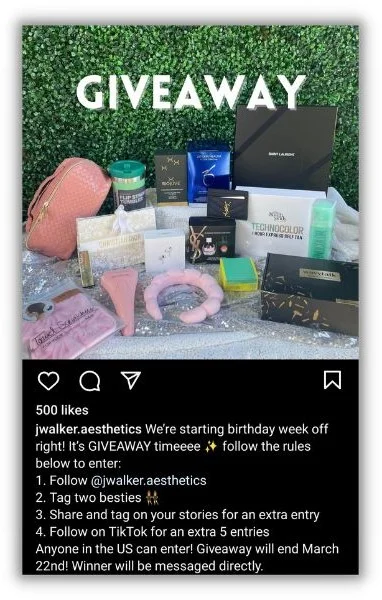 GIVEAWAY
SAINT LAURENT
TECHNOCOLOR
500 likes
jwalker.aesthetics We're starting birthday week off
right! It's GIVEAWAY timeeee ✨ follow the rules
below to enter:
1. Follow @jwalker.aesthetics
2. Tag two besties 👯
3. Share and tag on your stories for an extra entry
4. Follow on TikTok for an extra 5 entries
Anyone in the US can enter! Giveaway will end March
22nd! Winner will be messaged directly.